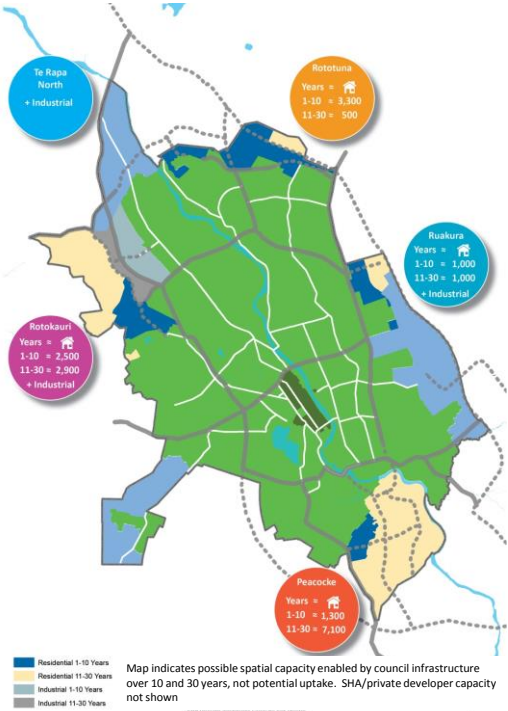 Te Rapa
North
+ Industrial
Rototuna
Years =
1-10 = 3,300
11-30 = 500
Ruakura
Years =
1-10 = 1,000
11-30 = 1,000
+ Industrial
Rotokauri
Years =
1-10 = 2,500
11-30 = 2,900
+ Industrial
Peacocke
Years =
1-10 = 1,300
11-30 = 7,100
Residential 1-10 Years
Residential 11-30 Years
Industrial 1-10 Years
Industrial 11-30 Years
Map indicates possible spatial capacity enabled by council infrastructure
over 10 and 30 years, not potential uptake. SHA/private developer capacity
not shown